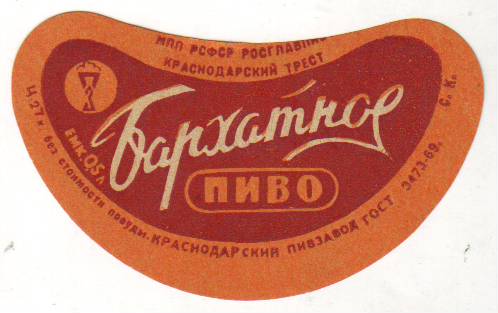 МПП РСФСР РОСГЛАВПИВО
КРАСНОДАРСКИЙ ТРЕСТ
Бархатное
ПИВО
ЕМК. 0,5 л.
Ц. 27 к без стоимости посуды. КРАСНОДАРСКИЙ ПИВЗАВОД ГОСТ 3473-69. С. К.